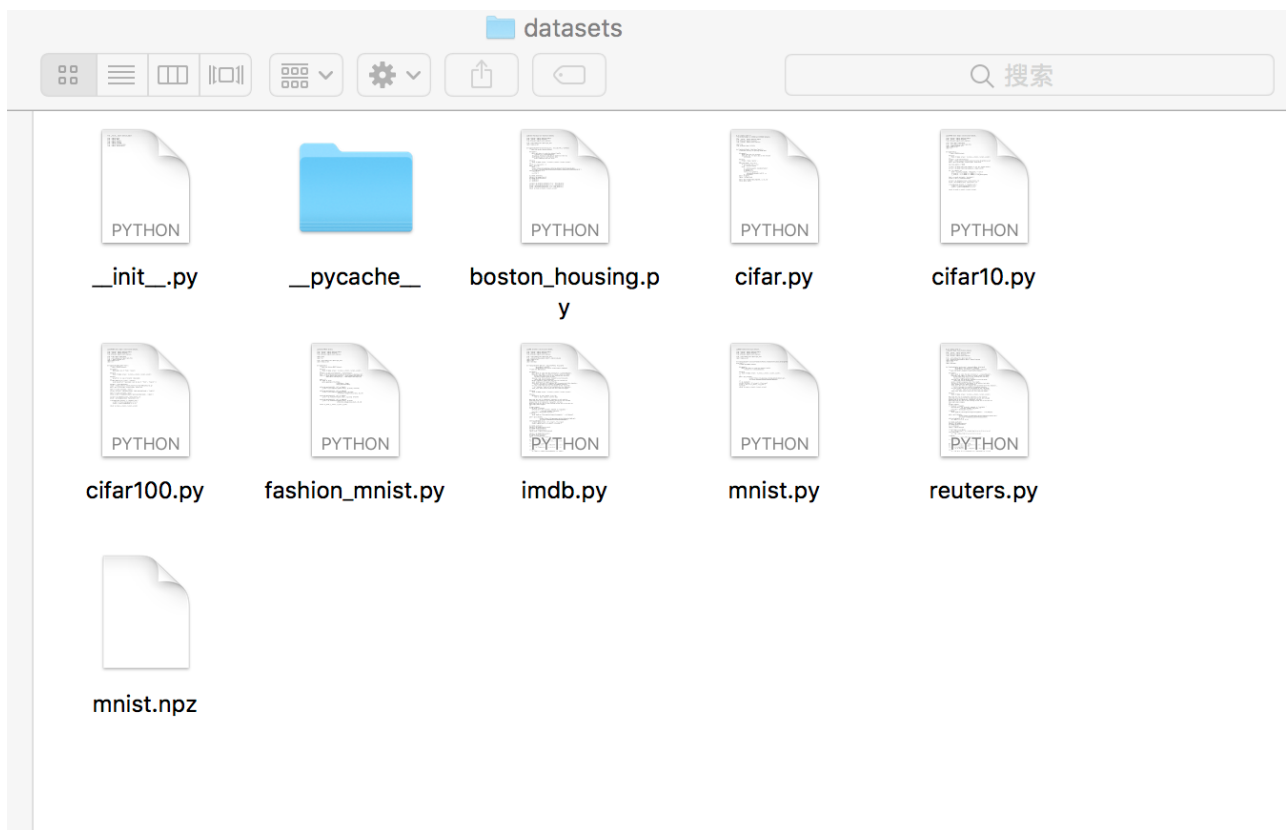 datasets
搜索
PYTHON
PYTHON
PYTHON
PYTHON
__init__.py
__pycache__
boston_housing.p
y
cifar.py
cifar10.py
PYTHON
PYTHON
PYTHON
PYTHON
PYTHON
cifar100.py
fashion_mnist.py
imdb.py
mnist.py
reuters.py
mnist.npz